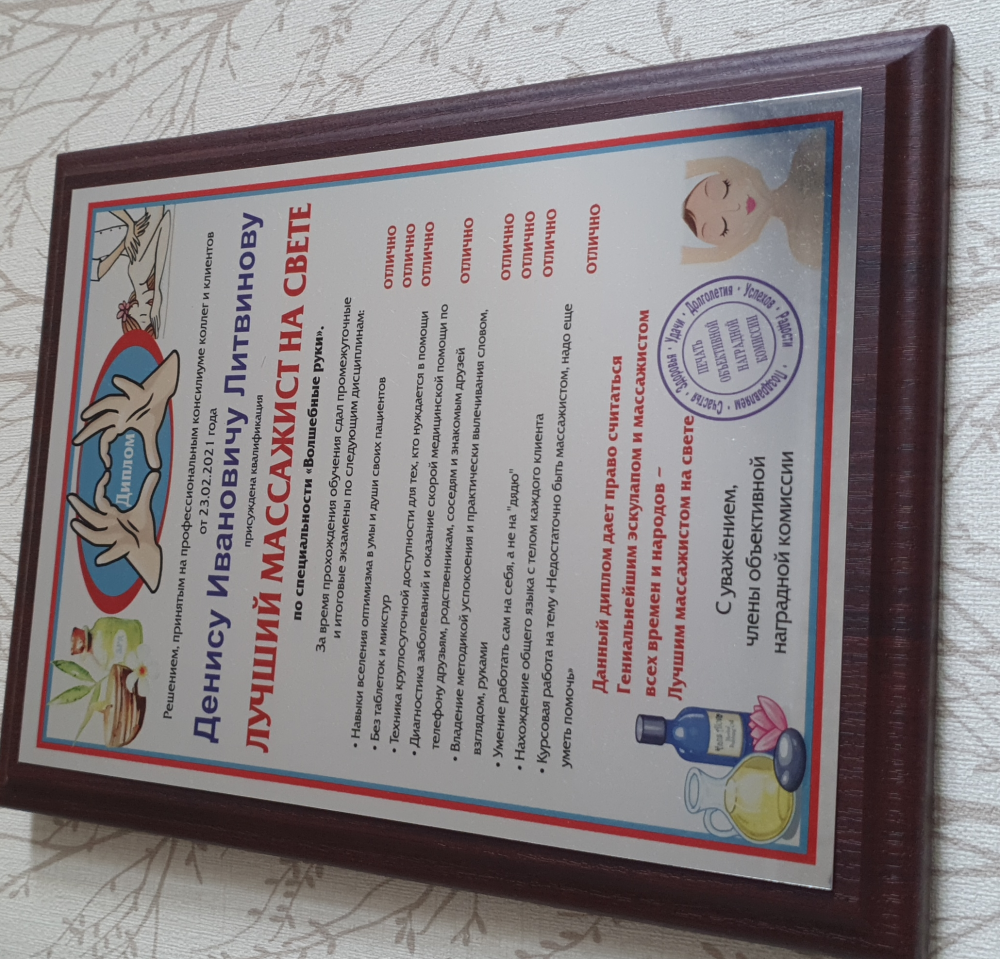 Диплом
Решением, принятым на профессиональным консилиуме коллег и клиентов
от 23.02.2021 года
Денису Ивановичу Литвинову
присуждена квалификация
ЛУЧШИЙ МАССАЖИСТ НА СВЕТЕ
по специальности «Волшебные руки».
За время прохождения обучения сдал промежуточные
и итоговые экзамены по следующим дисциплинам:
• Навыки вселения оптимизма в умы и души своих пациентов
• Без таблеток и микстур
отлично
• Техника круглосуточной доступности для тех, кто нуждается в помощи
отлично
• Диагностика заболеваний и оказание скорой медицинской помощи по
отлично
телефону друзьям, родственникам, соседям и знакомым друзей
• Владение методикой успокоения и практически вылечивания словом,
отлично
взглядом, руками
• Умение работать сам на себя, а не на "дядю"
отлично
• Нахождение общего языка с телом каждого клиента
отлично
• Курсовая работа на тему «Недостаточно быть массажистом, надо еще
отлично
уметь помочь»
отлично
Данный диплом дает право считаться
Гениальнейшим эскулапом и массажистом
всех времен и народов –
Лучшим массажистом на свете
С уважением,
члены объективной
наградной комиссии
Поздравляем • Счастья • Здоровья • Удачи • Долголетия • Успехов • Радости
ПЕЧАТЬ
ОБЪЕКТИВНОЙ
НАГРАДНОЙ
КОМИССИИ